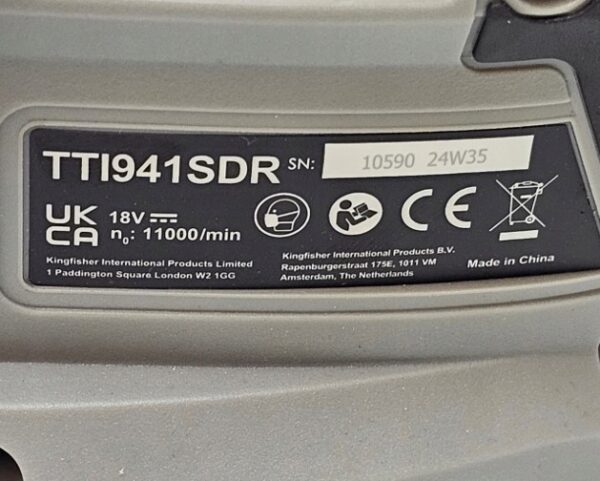 TTI941SDR SN: 10590 24W35
UK
CA
18V
n₀: 11000/min
CE
Kingfisher International Products Limited
1 Paddington Square London W2 1GG
Kingfisher International Products B.V.
Rapenburgerstraat 175E, 1011 VM
Amsterdam, The Netherlands
Made in China